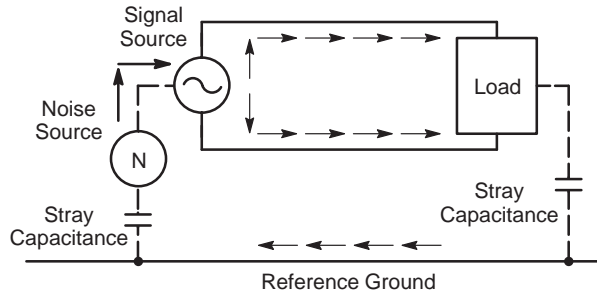 Signal
Source
Noise
Source
N
Load
Stray
Capacitance
Stray
Capacitance
Reference Ground